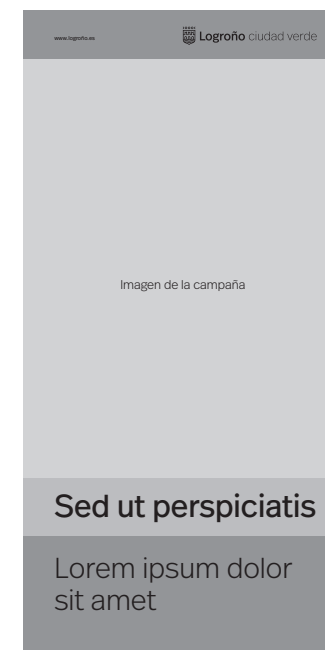 www.logroño.es
Logroño ciudad verde
Imagen de la campaña
Sed ut perspiciatis
Lorem ipsum dolor
sit amet